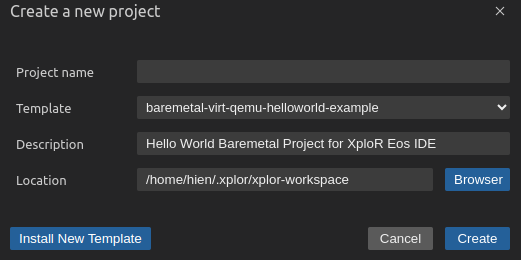 Create a new project
Project name
Template baremetal-virt-qemu-helloworld-example
Description Hello World Baremetal Project for XploR Eos IDE
Location /home/hien/.xplor/xplor-workspace Browser
Install New Template Cancel Create